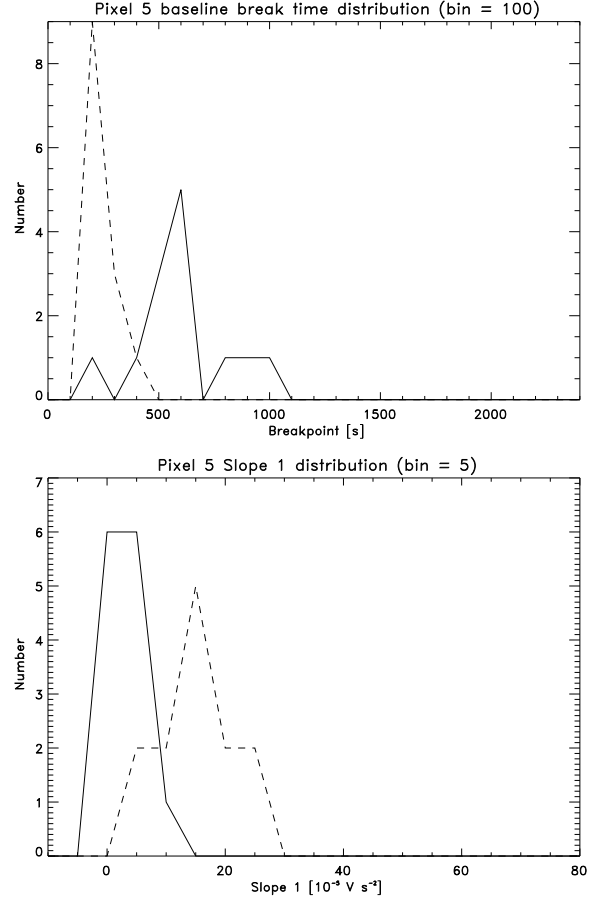 Pixel 5 baseline break time distribution (bin = 100)
8
6
4
2
0
Number
0 500 1000 1500 2000
Breakpoint [s]
Pixel 5 Slope 1 distribution (bin = 5)
7
6
5
4
3
2
1
0
Number
0 20 40 60 80
Slope 1 [10⁻⁵ V s⁻²]